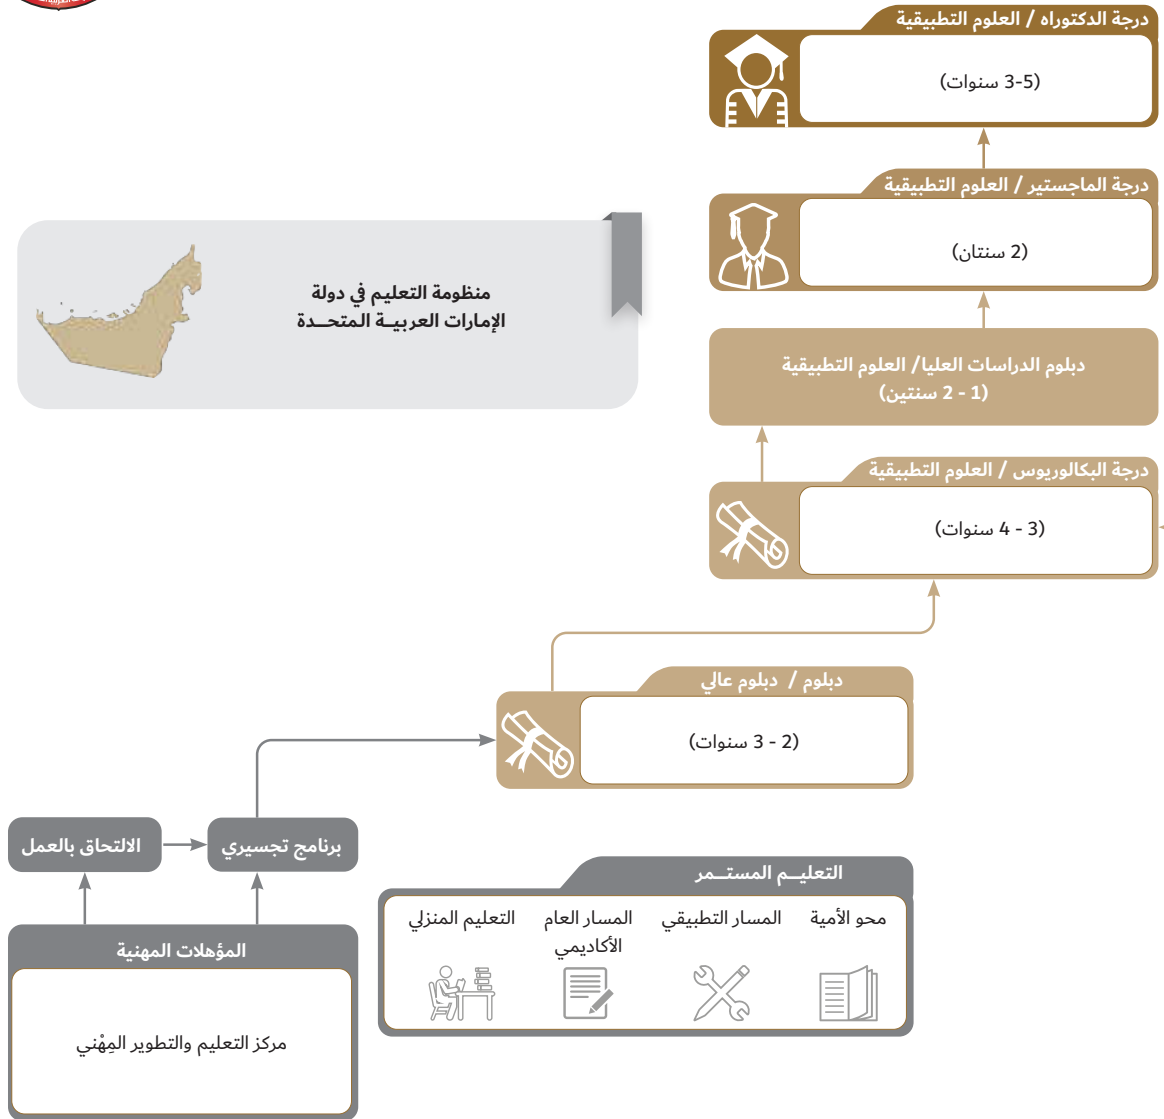 درجة الدكتوراه / العلوم التطبيقية
(3-5 سنوات)
درجة الماجستير / العلوم التطبيقية
(2 سنتان)
منظومة التعليم في دولة
الإمارات العربيــة المتحــدة
دبلوم الدراسات العليا/ العلوم التطبيقية
(1 - 2 سنتين)
درجة البكالوريوس / العلوم التطبيقية
(3 - 4 سنوات)
دبلوم / دبلوم عالي
(2 - 3 سنوات)
برنامج تجسيري
الالتحاق بالعمل
التعليــم المستــمر
محو الأمية
المسار التطبيقي
المسار العام
الأكاديمي
التعليم المنزلي
المؤهلات المهنية
مركز التعليم والتطوير المِهْني